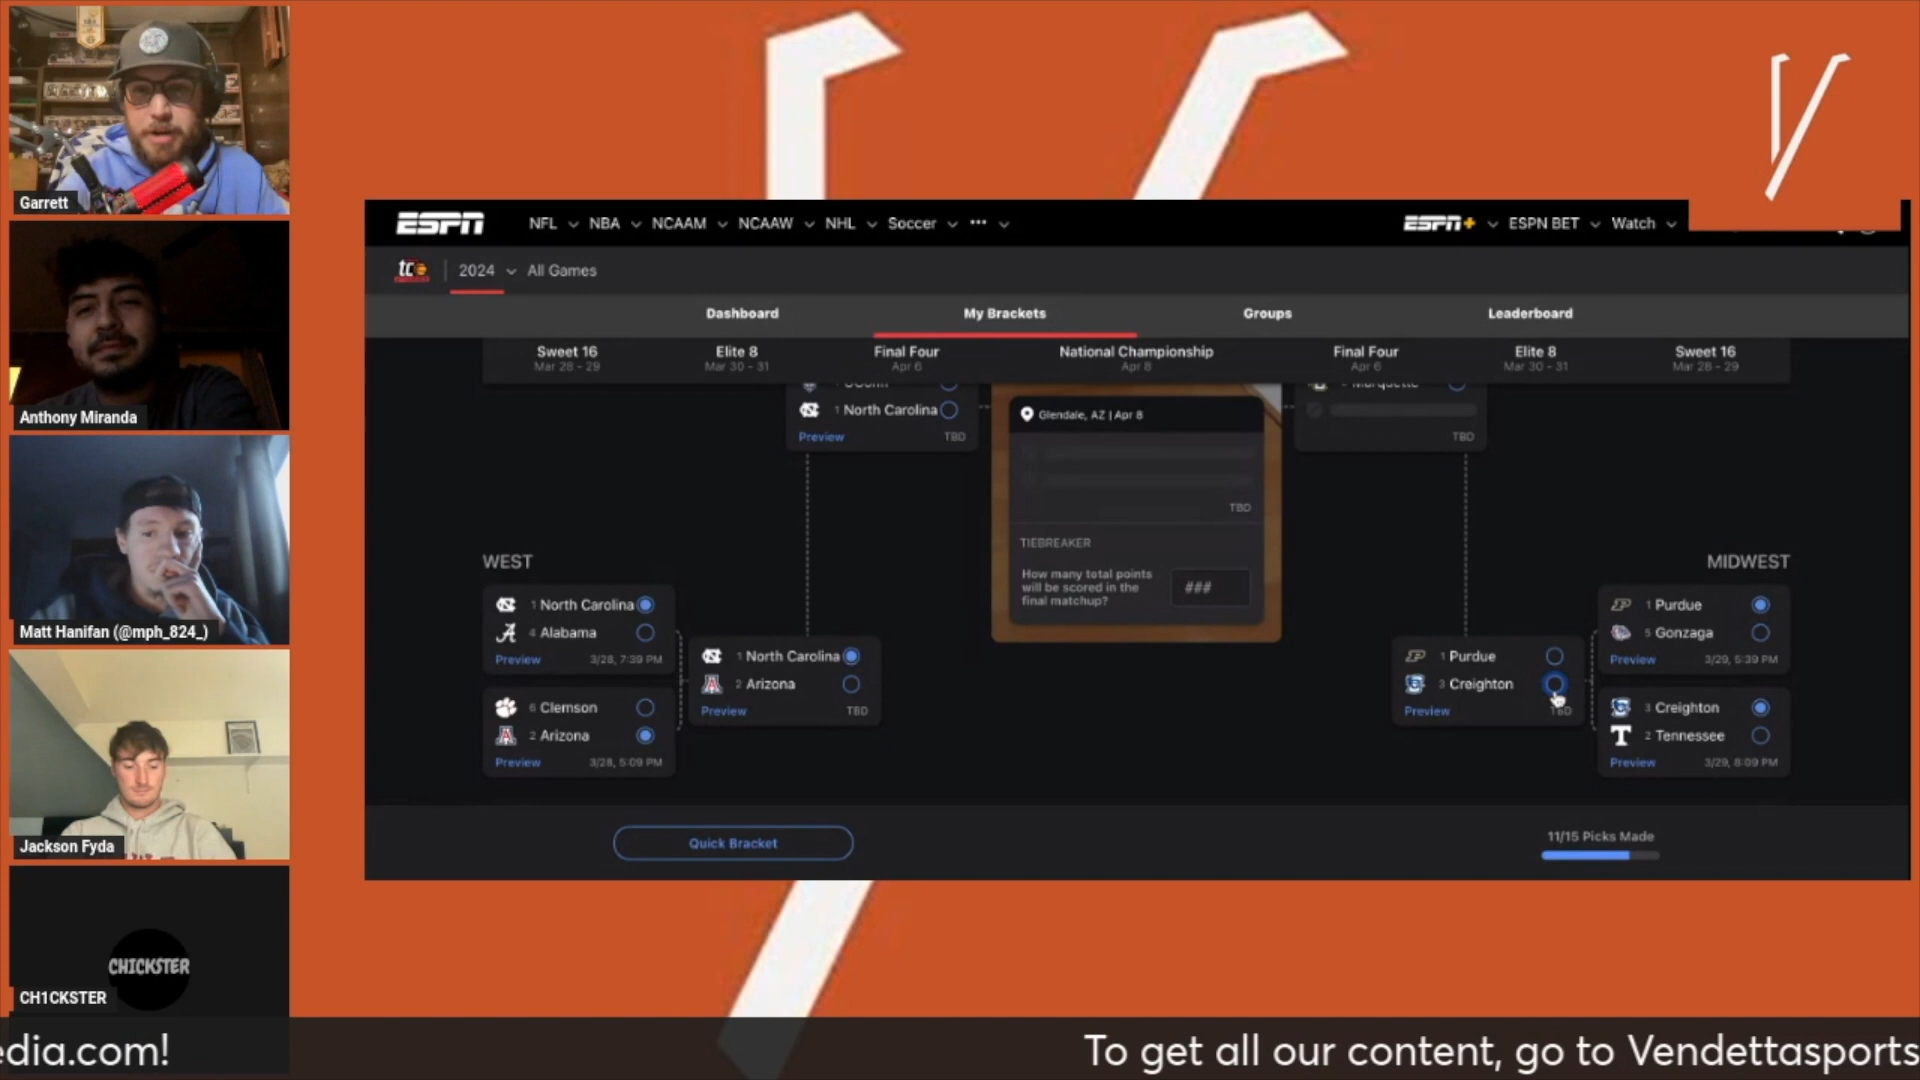 Garrett
Anthony Miranda
Matt Hanifan (@mph_824_)
Jackson Fyda
CHICKSTER
CH1CKSTER
ESPN NFL NBA NCAAM NCAAW NHL Soccer ••• ESPN+ ESPN BET Watch
tc 2024 All Games
Dashboard My Brackets Groups Leaderboard
Sweet 16 Elite 8 Final Four National Championship Final Four Elite 8 Sweet 16
Mar 28 - 29 Mar 30 - 31 Apr 6 Apr 8 Apr 6 Mar 30 - 31 Mar 28 - 29
UConn
1 North Carolina
Preview TBD
Glendale, AZ | Apr 8
TBD
TIEBREAKER
How many total points
will be scored in the
final matchup?
###
Marquette
TBD
WEST
1 North Carolina
4 Alabama
Preview 3/28, 7:39 PM
6 Clemson
2 Arizona
Preview 3/28, 5:09 PM
1 North Carolina
2 Arizona
Preview TBD
MIDWEST
1 Purdue
5 Gonzaga
Preview 3/29, 5:39 PM
3 Creighton
2 Tennessee
Preview 3/29, 8:09 PM
1 Purdue
3 Creighton
Preview TBD
Quick Bracket
11/15 Picks Made
edia.com! To get all our content, go to Vendettasports